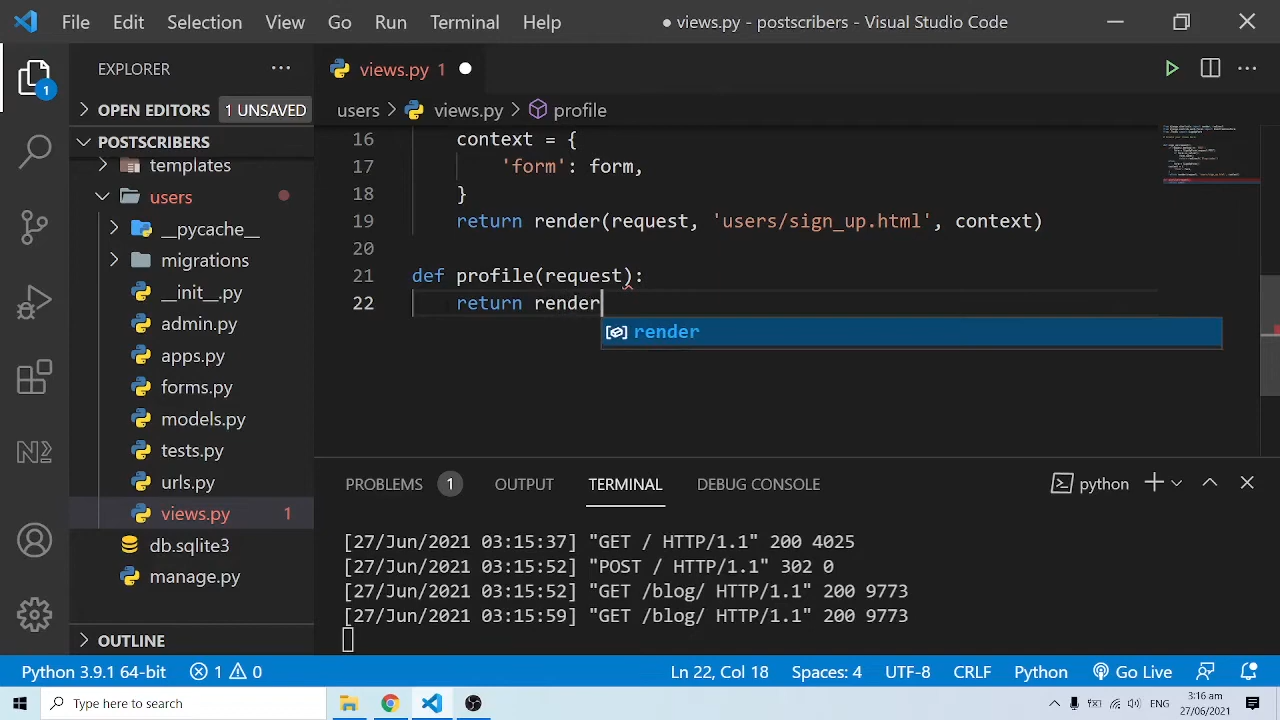 File Edit Selection View Go Run Terminal Help ● views.py - postscribers - Visual Studio Code
EXPLORER ···
views.py 1
OPEN EDITORS 1 UNSAVED
users > views.py > profile
POSTSCRIBERS
templates
users
__pycache__
migrations
__init__.py
admin.py
apps.py
forms.py
models.py
tests.py
urls.py
views.py 1
db.sqlite3
manage.py
OUTLINE
1
16 context = {
17 'form': form,
18 }
19 return render(request, 'users/sign_up.html', context)
20
21 def profile(request):
22 return render
render
PROBLEMS 1 OUTPUT TERMINAL DEBUG CONSOLE python
[27/Jun/2021 03:15:37] "GET / HTTP/1.1" 200 4025
[27/Jun/2021 03:15:52] "POST / HTTP/1.1" 302 0
[27/Jun/2021 03:15:52] "GET /blog/ HTTP/1.1" 200 9773
[27/Jun/2021 03:15:59] "GET /blog/ HTTP/1.1" 200 9773
Python 3.9.1 64-bit 1 0 Ln 22, Col 18 Spaces: 4 UTF-8 CRLF Python Go Live
Type here to search
3:16 am
27/06/2021